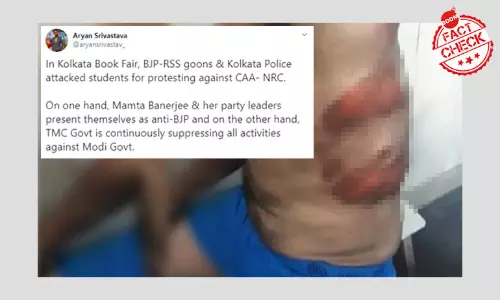 Aryan Srivastava
@aryansrivastav_
In Kolkata Book Fair, BJP-RSS goons & Kolkata Police
attacked students for protesting against CAA- NRC.
On one hand, Mamta Banerjee & her party leaders
present themselves as anti-BJP and on the other hand,
TMC Govt is continuously suppressing all activities
against Modi Govt.
BOOM
FACT
CHECK